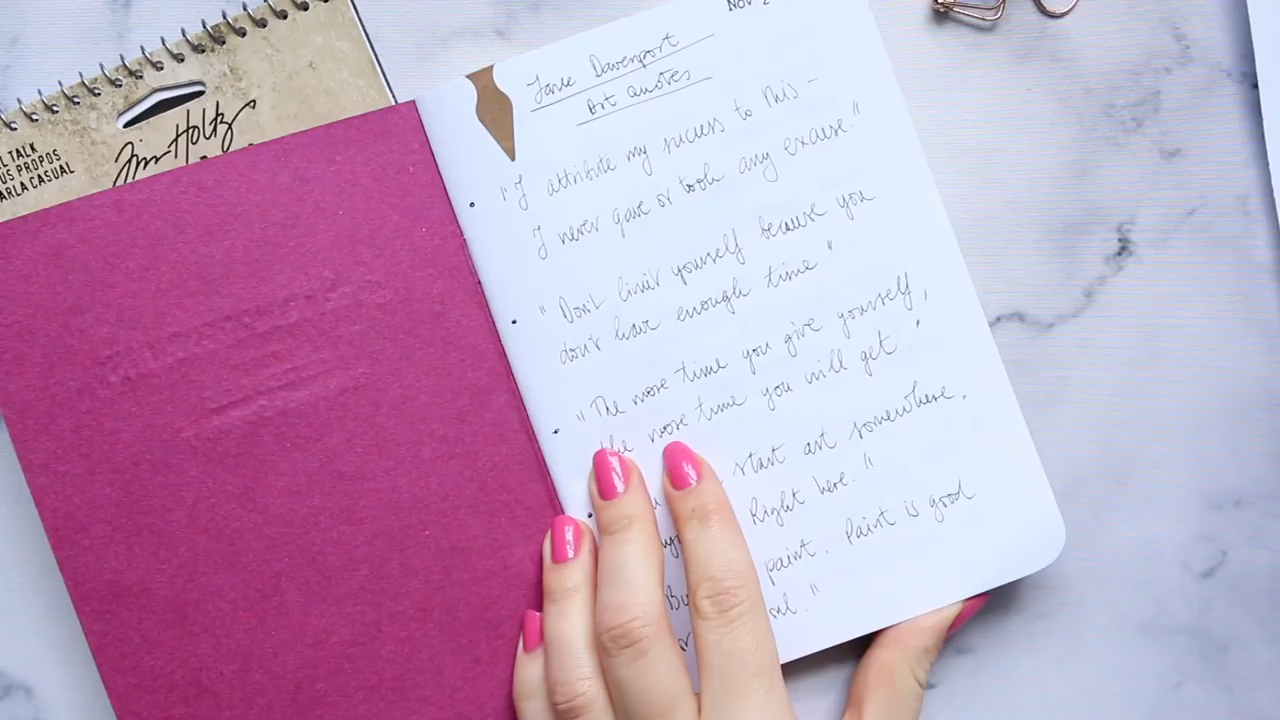 L TALK
US PROPOS
ARLA CASUAL
Tim Holtz
Nov 2
Jane Davenport
Art Quotes
"I attribute my success to this –
I never gave or took any excuse."
"Don't limit yourself because you
don't have enough time."
"The more time you give yourself,
the more time you will get."
start art somewhere.
Right here."
paint. Paint is good